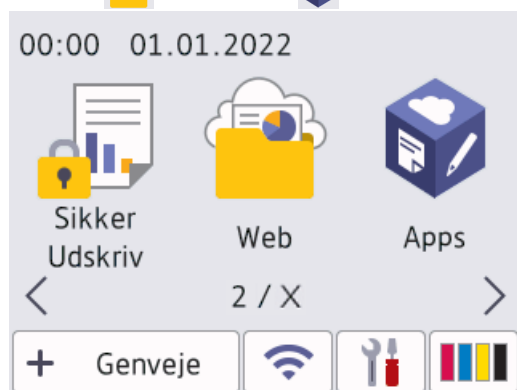 00:00 01.01.2022
Sikker
Udskriv
Web
Apps
2 / X
+ Genveje